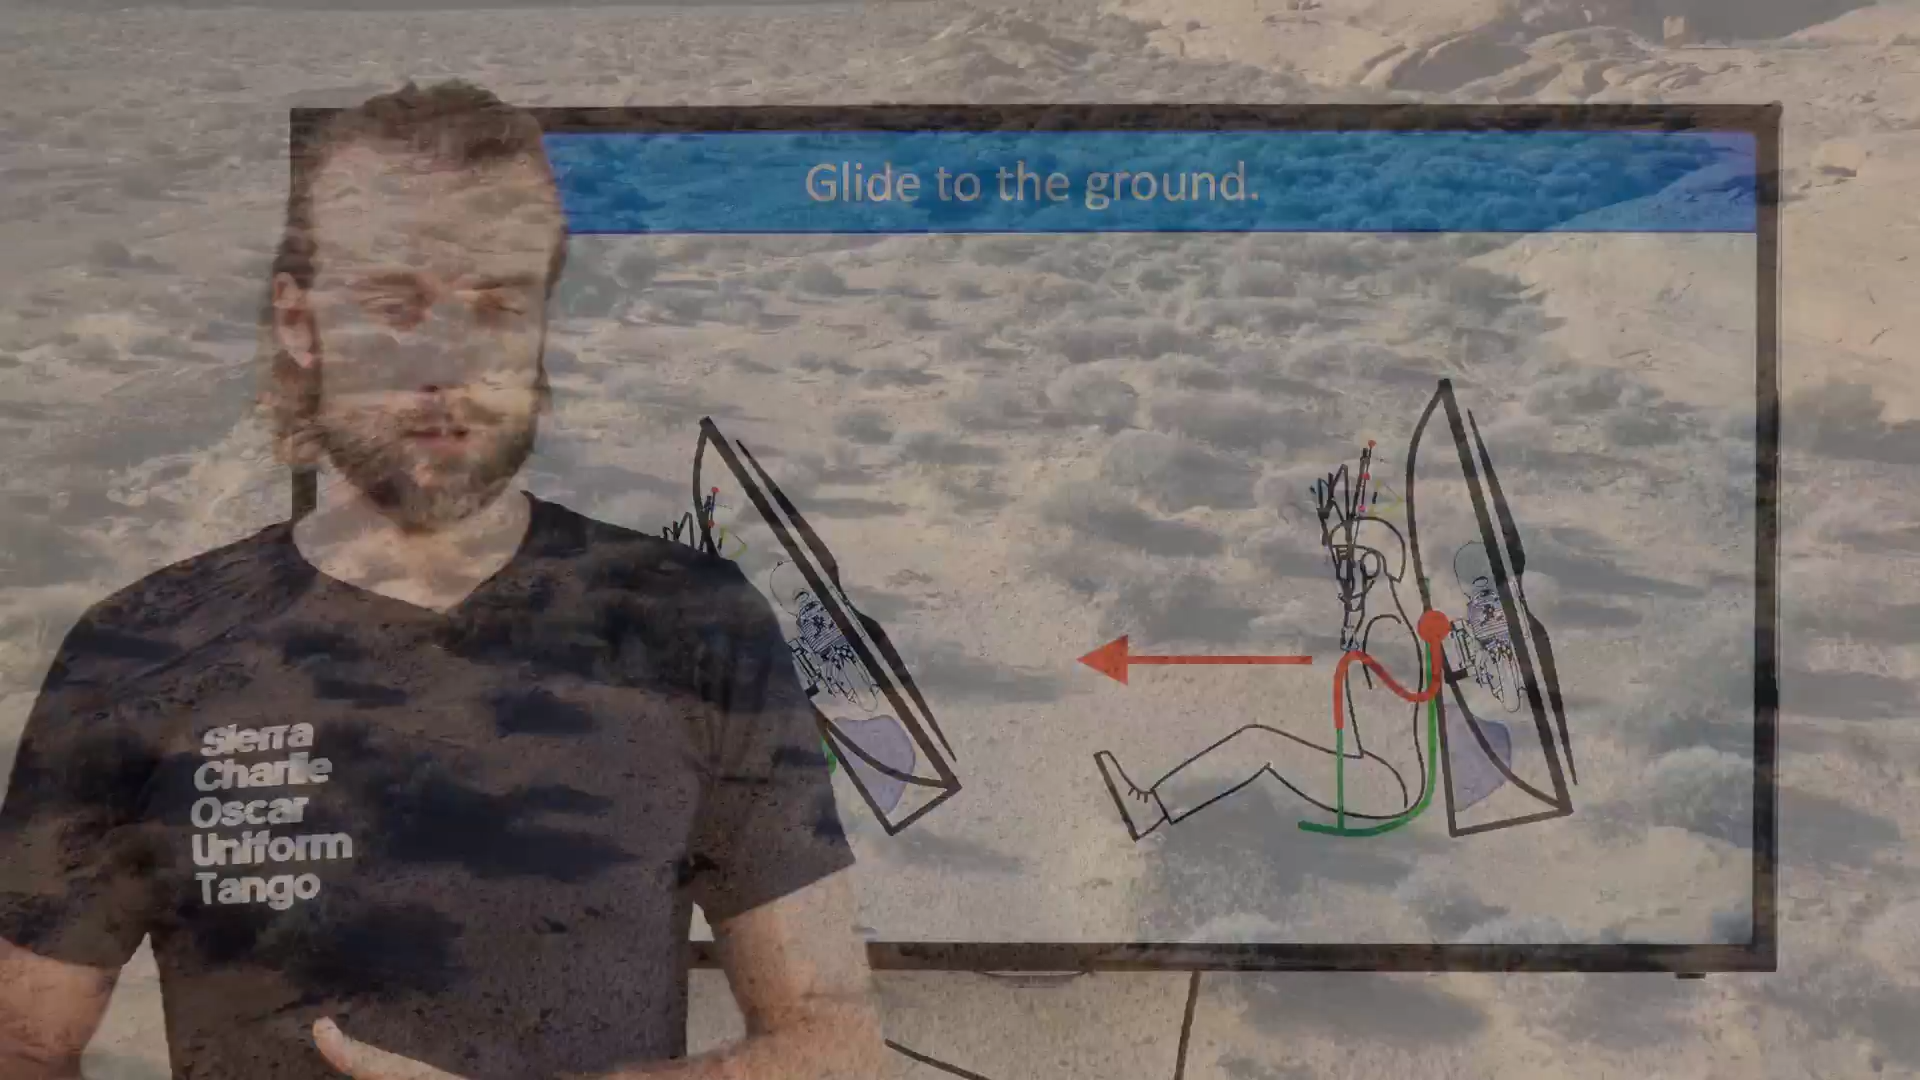 Glide to the ground.
Sierra
Charlie
Oscar
Uniform
Tango